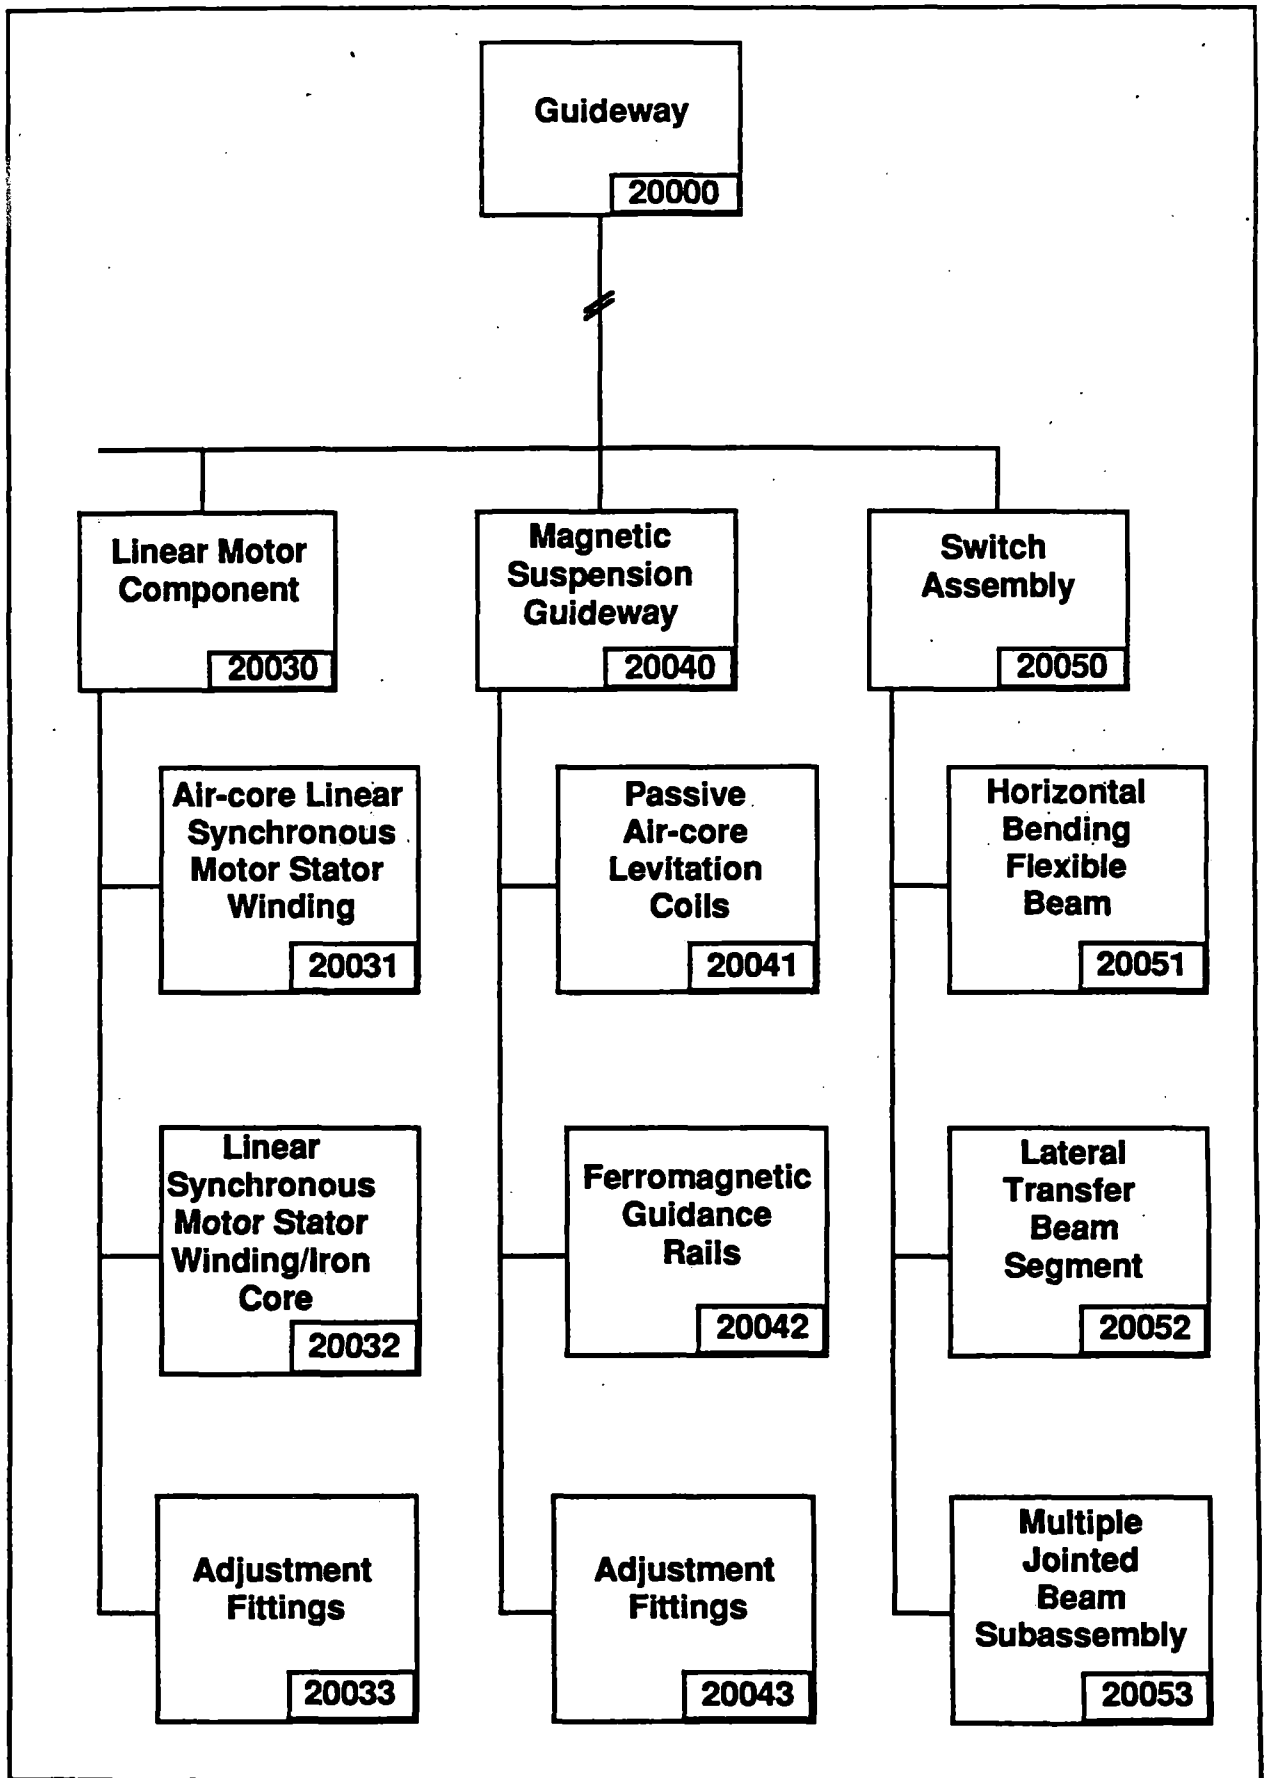 Guideway
20000
Linear Motor
Component
20030
Magnetic
Suspension
Guideway
20040
Switch
Assembly
20050
Air-core Linear
Synchronous
Motor Stator
Winding
20031
Passive
Air-core
Levitation
Coils
20041
Horizontal
Bending
Flexible
Beam
20051
Linear
Synchronous
Motor Stator
Winding/Iron
Core
20032
Ferromagnetic
Guidance
Rails
20042
Lateral
Transfer
Beam
Segment
20052
Adjustment
Fittings
20033
Adjustment
Fittings
20043
Multiple
Jointed
Beam
Subassembly
20053